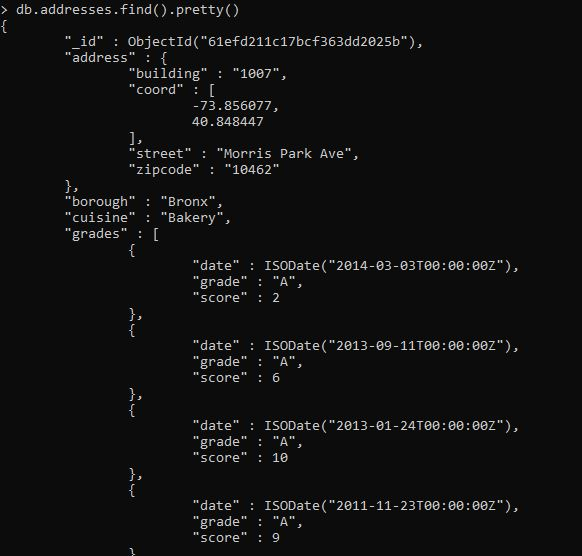 > db.addresses.find().pretty()
{
"_id" : ObjectId("61efd211c17bcf363dd2025b"),
"address" : {
"building" : "1007",
"coord" : [
-73.856077,
40.848447
],
"street" : "Morris Park Ave",
"zipcode" : "10462"
},
"borough" : "Bronx",
"cuisine" : "Bakery",
"grades" : [
{
"date" : ISODate("2014-03-03T00:00:00Z"),
"grade" : "A",
"score" : 2
},
{
"date" : ISODate("2013-09-11T00:00:00Z"),
"grade" : "A",
"score" : 6
},
{
"date" : ISODate("2013-01-24T00:00:00Z"),
"grade" : "A",
"score" : 10
},
{
"date" : ISODate("2011-11-23T00:00:00Z"),
"grade" : "A",
"score" : 9
}